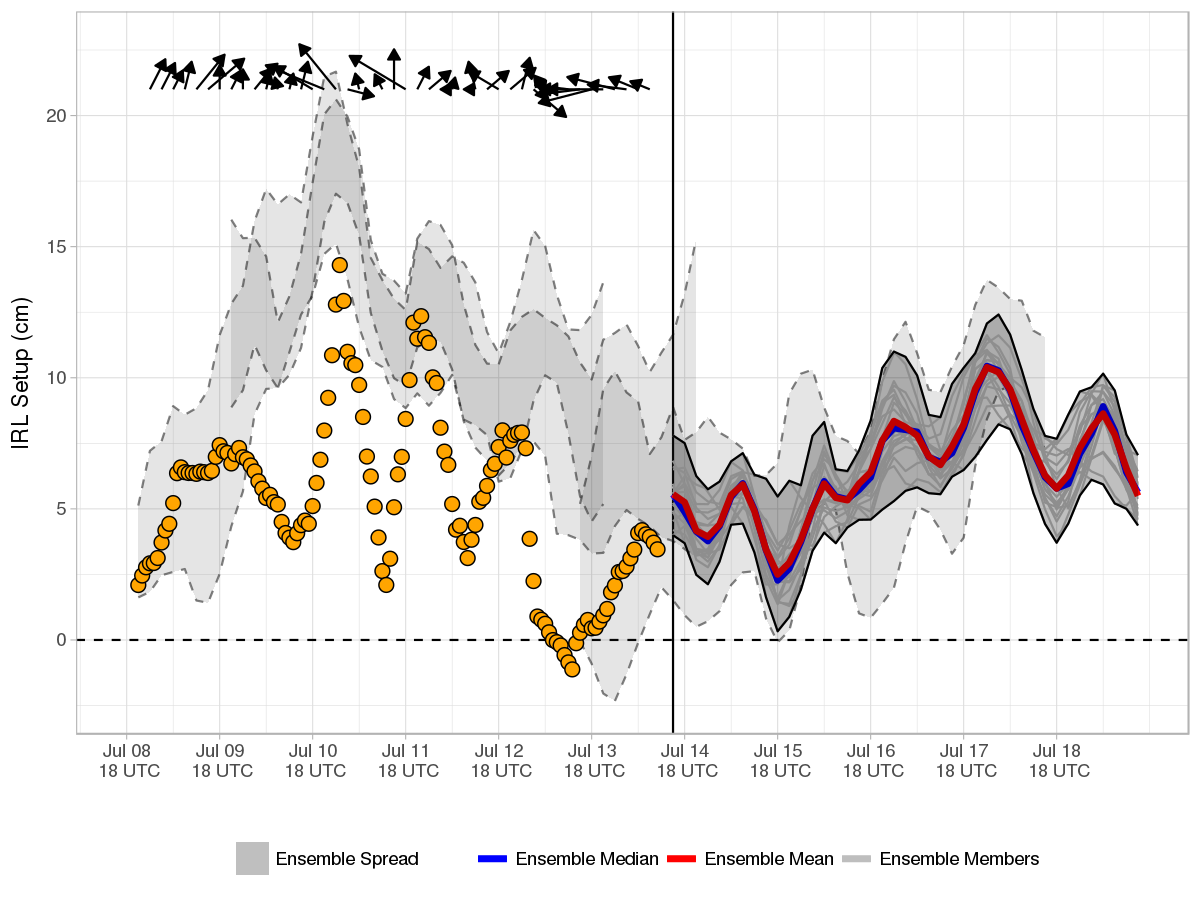 IRL Setup (cm)
20
15
10
5
0
Jul 08 Jul 09 Jul 10 Jul 11 Jul 12 Jul 13 Jul 14 Jul 15 Jul 16 Jul 17 Jul 18
18 UTC 18 UTC 18 UTC 18 UTC 18 UTC 18 UTC 18 UTC 18 UTC 18 UTC 18 UTC 18 UTC
Ensemble Spread Ensemble Median Ensemble Mean Ensemble Members